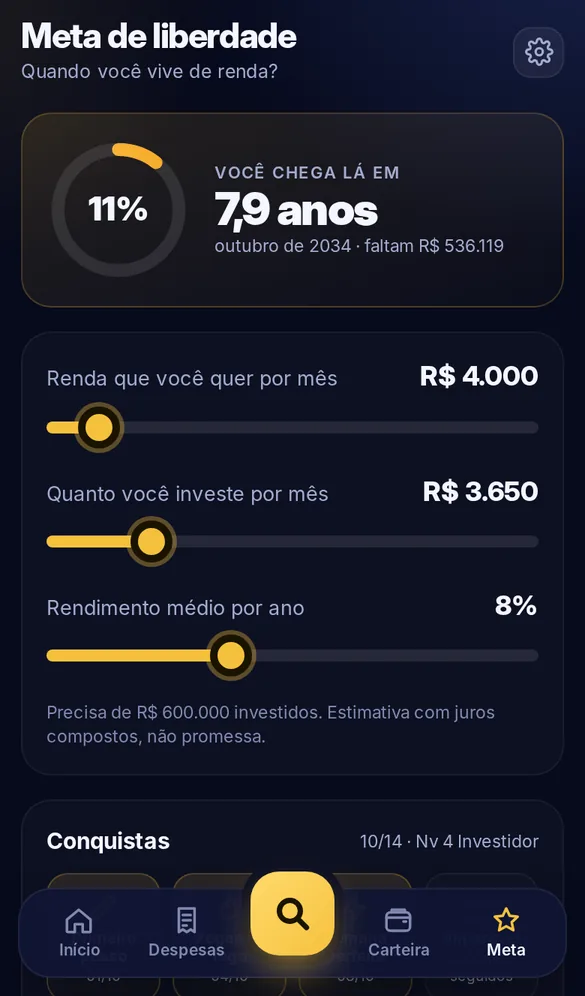 Meta de liberdade
Quando você vive de renda?
11%
VOCÊ CHEGA LÁ EM
7,9 anos
outubro de 2034 · faltam R$ 536.119
Renda que você quer por mês
R$ 4.000
Quanto você investe por mês
R$ 3.650
Rendimento médio por ano
8%
Precisa de R$ 600.000 investidos. Estimativa com juros
compostos, não promessa.
Conquistas
10/14 · Nv 4 Investidor
Início
Despesas
Carteira
Meta
seguidos